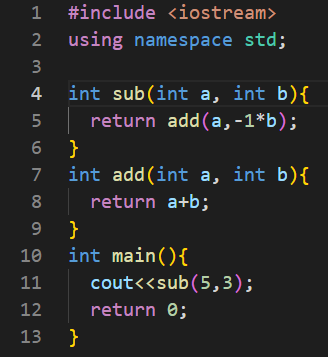 1 #include <iostream>
2 using namespace std;
3
4 int sub(int a, int b){
5   return add(a,-1*b);
6 }
7 int add(int a, int b){
8   return a+b;
9 }
10 int main(){
11   cout<<sub(5,3);
12   return 0;
13 }